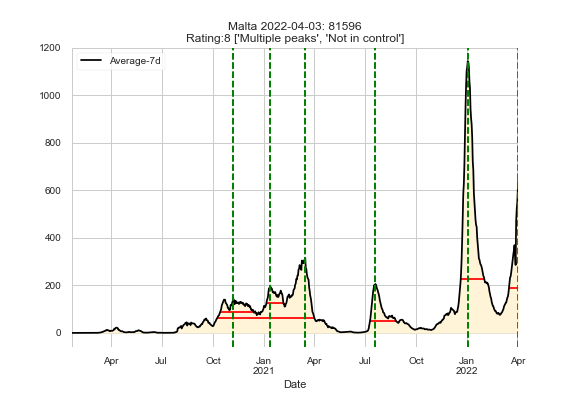 Malta 2022-04-03: 81596
Rating:8 ['Multiple peaks', 'Not in control']
1200
1000
800
600
400
200
0
Average-7d
Apr Jul Oct Jan Apr Jul Oct Jan Apr
2021 2022
Date